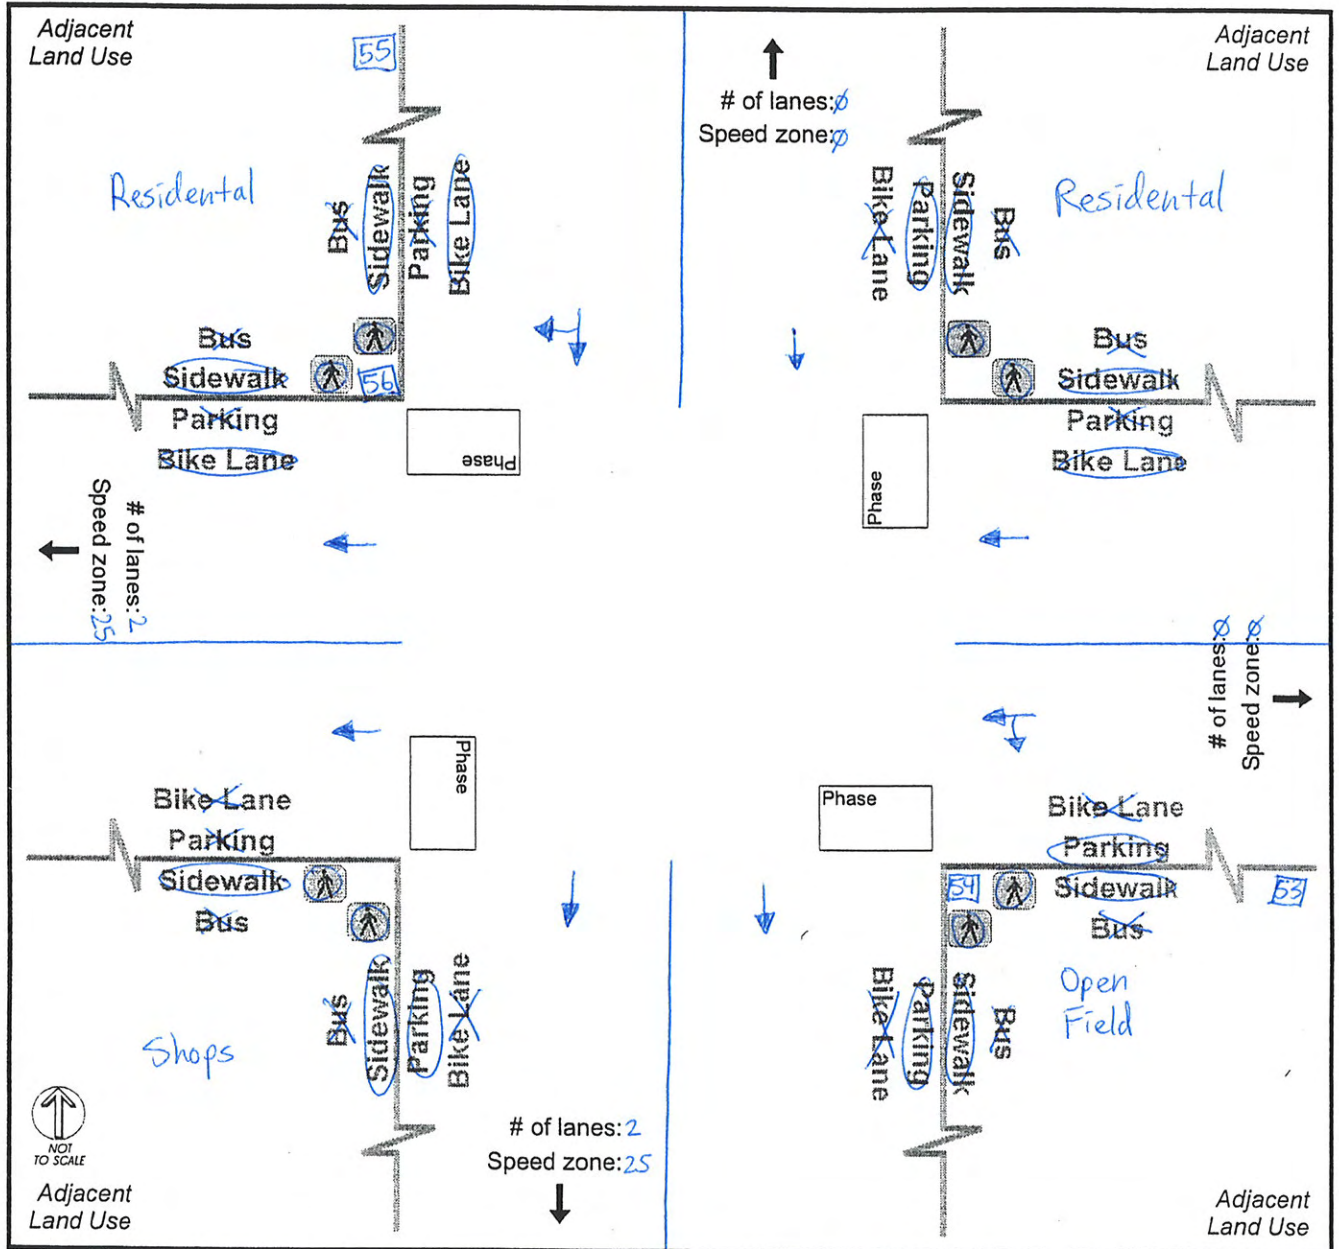 Adjacent
Land Use
55
# of lanes:Ø
Speed zone:Ø
Adjacent
Land Use
Residental
Bus
Sidewalk
Parking
Bike Lane
Bike Lane
Parking
Sidewalk
Bus
Residental
Bus
Sidewalk
56
Parking
Bike Lane
Phase
Phase
Bus
Sidewalk
Parking
Bike Lane
# of lanes:2
Speed zone:25
# of lanes:Ø
Speed zone:Ø
Bike Lane
Parking
Sidewalk
Bus
Phase
Phase
Bike Lane
Parking
54
Sidewalk
53
Bus
Shops
Bus
Sidewalk
Parking
Bike Lane
Bike Lane
Parking
Sidewalk
Bus
Open
Field
# of lanes:2
Speed zone:25
NOT
TO SCALE
Adjacent
Land Use
Adjacent
Land Use